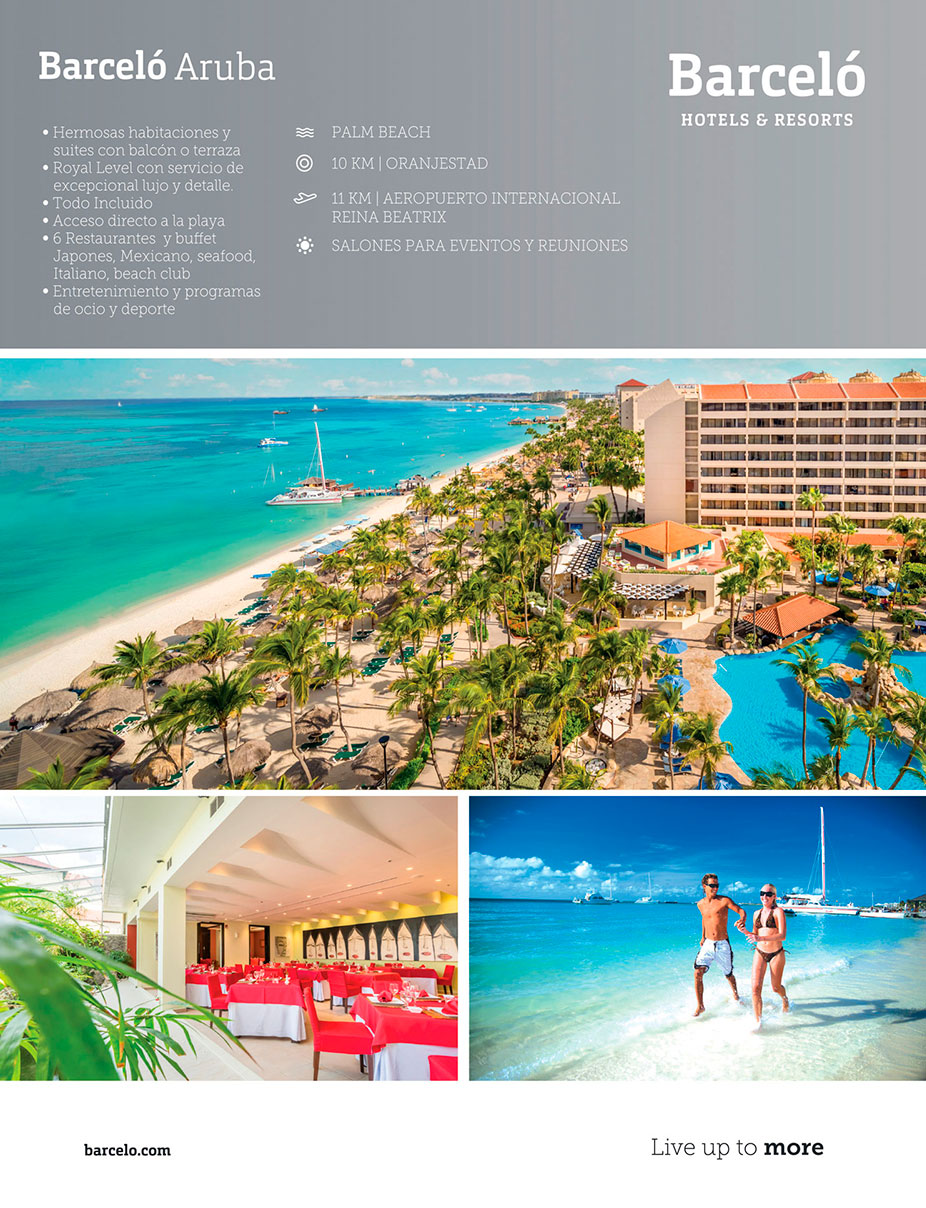 Barceló Aruba
Barceló
HOTELS & RESORTS
• Hermosas habitaciones y
suites con balcón o terraza
• Royal Level con servicio de
excepcional lujo y detalle.
• Todo Incluido
• Acceso directo a la playa
• 6 Restaurantes y buffet
Japones, Mexicano, seafood,
Italiano, beach club
• Entretenimiento y programas
de ocio y deporte
PALM BEACH
10 KM | ORANJESTAD
11 KM | AEROPUERTO INTERNACIONAL
REINA BEATRIX
SALONES PARA EVENTOS Y REUNIONES
barcelo.com
Live up to more